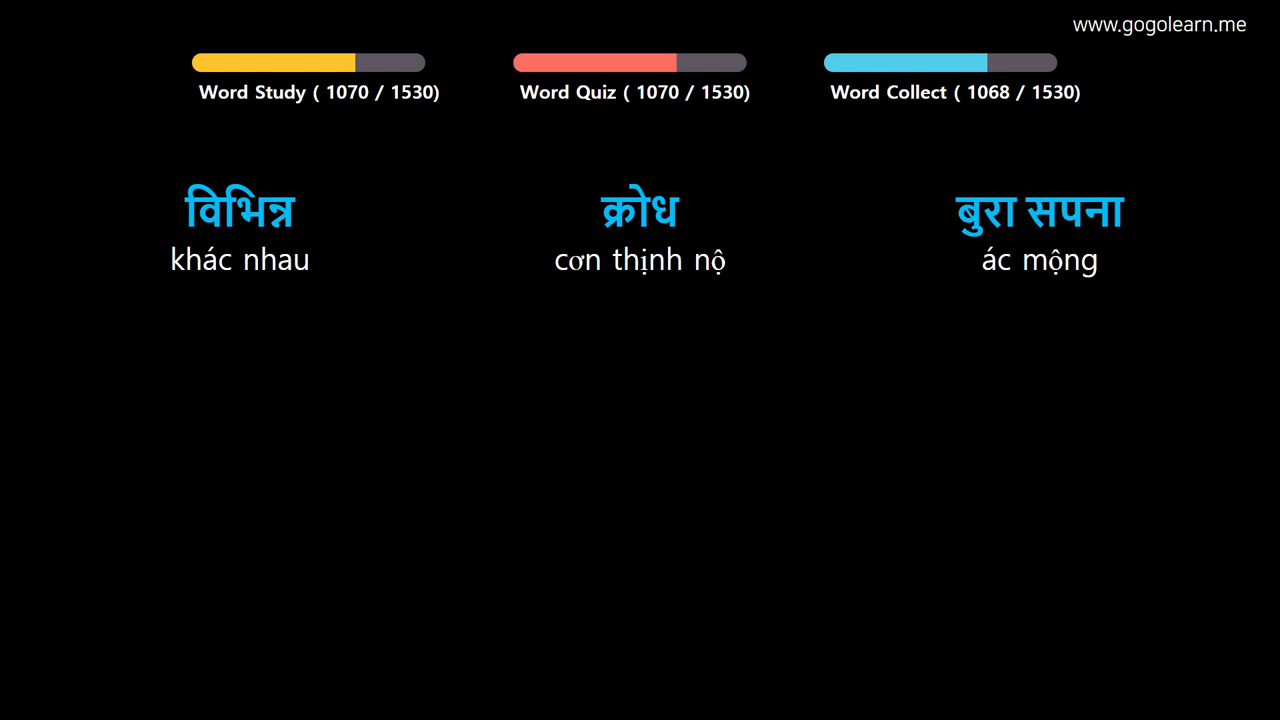 www.gogolearn.me
Word Study ( 1070 / 1530)
Word Quiz ( 1070 / 1530)
Word Collect ( 1068 / 1530)
विभिन्न
khác nhau
क्रोध
cơn thịnh nộ
बुरा सपना
ác mộng